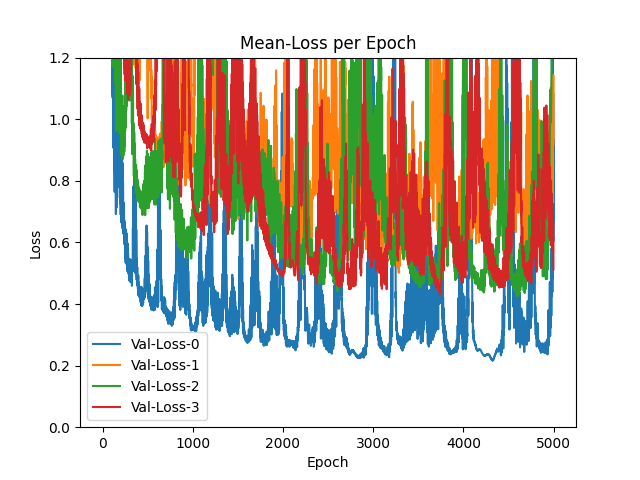 Mean-Loss per Epoch
1.2
1.0
0.8
0.6
0.4
0.2
0.0
Loss
Val-Loss-0
Val-Loss-1
Val-Loss-2
Val-Loss-3
0 1000 2000 3000 4000 5000
Epoch